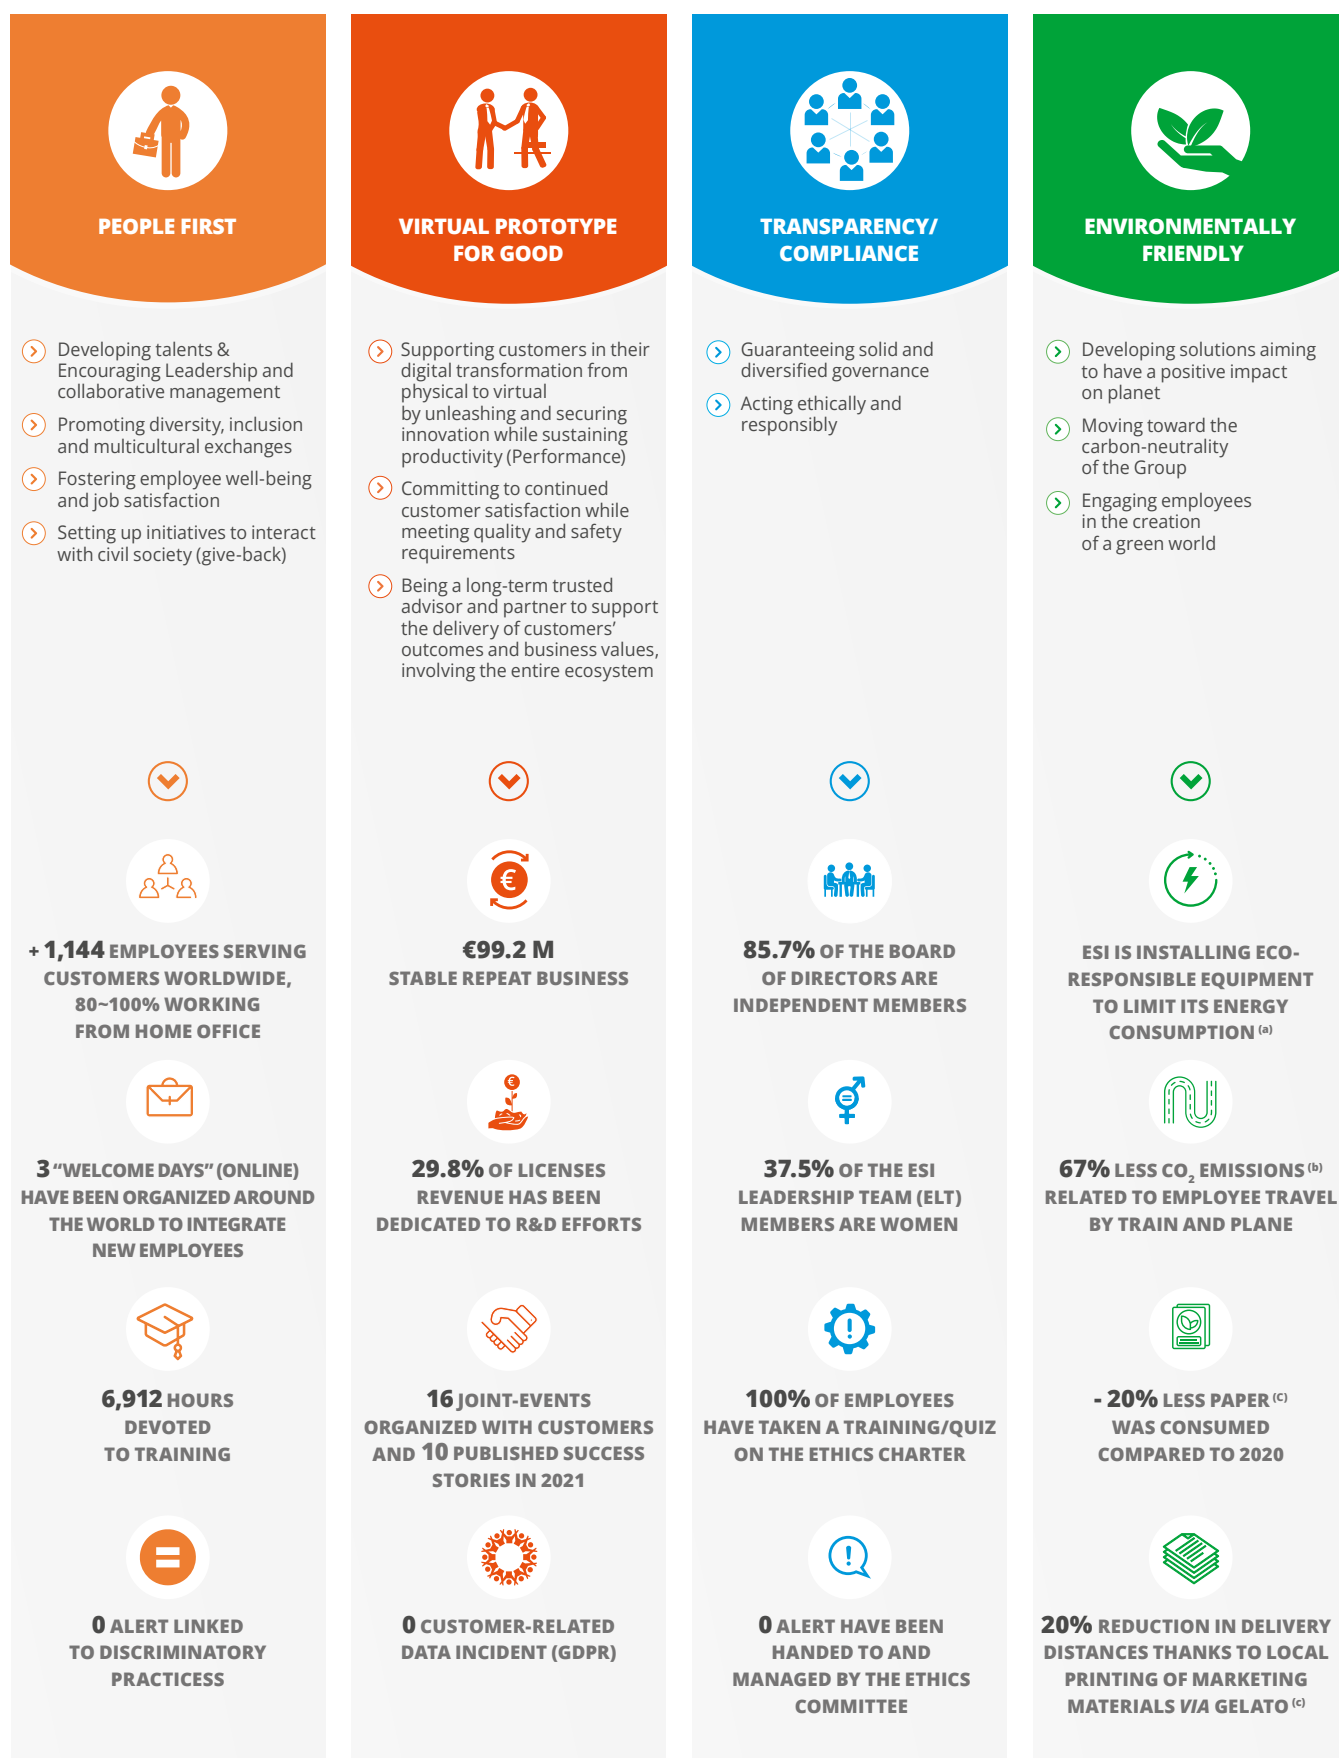 PEOPLE FIRST
Developing talents &
Encouraging Leadership and
collaborative management
Promoting diversity, inclusion
and multicultural exchanges
Fostering employee well-being
and job satisfaction
Setting up initiatives to interact
with civil society (give-back)
+ 1,144 EMPLOYEES SERVING
CUSTOMERS WORLDWIDE,
80~100% WORKING
FROM HOME OFFICE
3 “WELCOME DAYS” (ONLINE)
HAVE BEEN ORGANIZED AROUND
THE WORLD TO INTEGRATE
NEW EMPLOYEES
6,912 HOURS
DEVOTED
TO TRAINING
0 ALERT LINKED
TO DISCRIMINATORY
PRACTICESS
VIRTUAL PROTOTYPE
FOR GOOD
Supporting customers in their
digital transformation from
physical to virtual
by unleashing and securing
innovation while sustaining
productivity (Performance)
Committing to continued
customer satisfaction while
meeting quality and safety
requirements
Being a long-term trusted
advisor and partner to support
the delivery of customers’
outcomes and business values,
involving the entire ecosystem
€
€99.2 M
STABLE REPEAT BUSINESS
€
29.8% OF LICENSES
REVENUE HAS BEEN
DEDICATED TO R&D EFFORTS
16 JOINT-EVENTS
ORGANIZED WITH CUSTOMERS
AND 10 PUBLISHED SUCCESS
STORIES IN 2021
0 CUSTOMER-RELATED
DATA INCIDENT (GDPR)
TRANSPARENCY/
COMPLIANCE
Guaranteeing solid and
diversified governance
Acting ethically and
responsibly
85.7% OF THE BOARD
OF DIRECTORS ARE
INDEPENDENT MEMBERS
37.5% OF THE ESI
LEADERSHIP TEAM (ELT)
MEMBERS ARE WOMEN
100% OF EMPLOYEES
HAVE TAKEN A TRAINING/QUIZ
ON THE ETHICS CHARTER
0 ALERT HAVE BEEN
HANDED TO AND
MANAGED BY THE ETHICS
COMMITTEE
ENVIRONMENTALLY
FRIENDLY
Developing solutions aiming
to have a positive impact
on planet
Moving toward the
carbon-neutrality
of the Group
Engaging employees
in the creation
of a green world
ESI IS INSTALLING ECO-
RESPONSIBLE EQUIPMENT
TO LIMIT ITS ENERGY
CONSUMPTION (a)
67% LESS CO2 EMISSIONS (b)
RELATED TO EMPLOYEE TRAVEL
BY TRAIN AND PLANE
- 20% LESS PAPER (C)
WAS CONSUMED
COMPARED TO 2020
20% REDUCTION IN DELIVERY
DISTANCES THANKS TO LOCAL
PRINTING OF MARKETING
MATERIALS VIA GELATO (c)